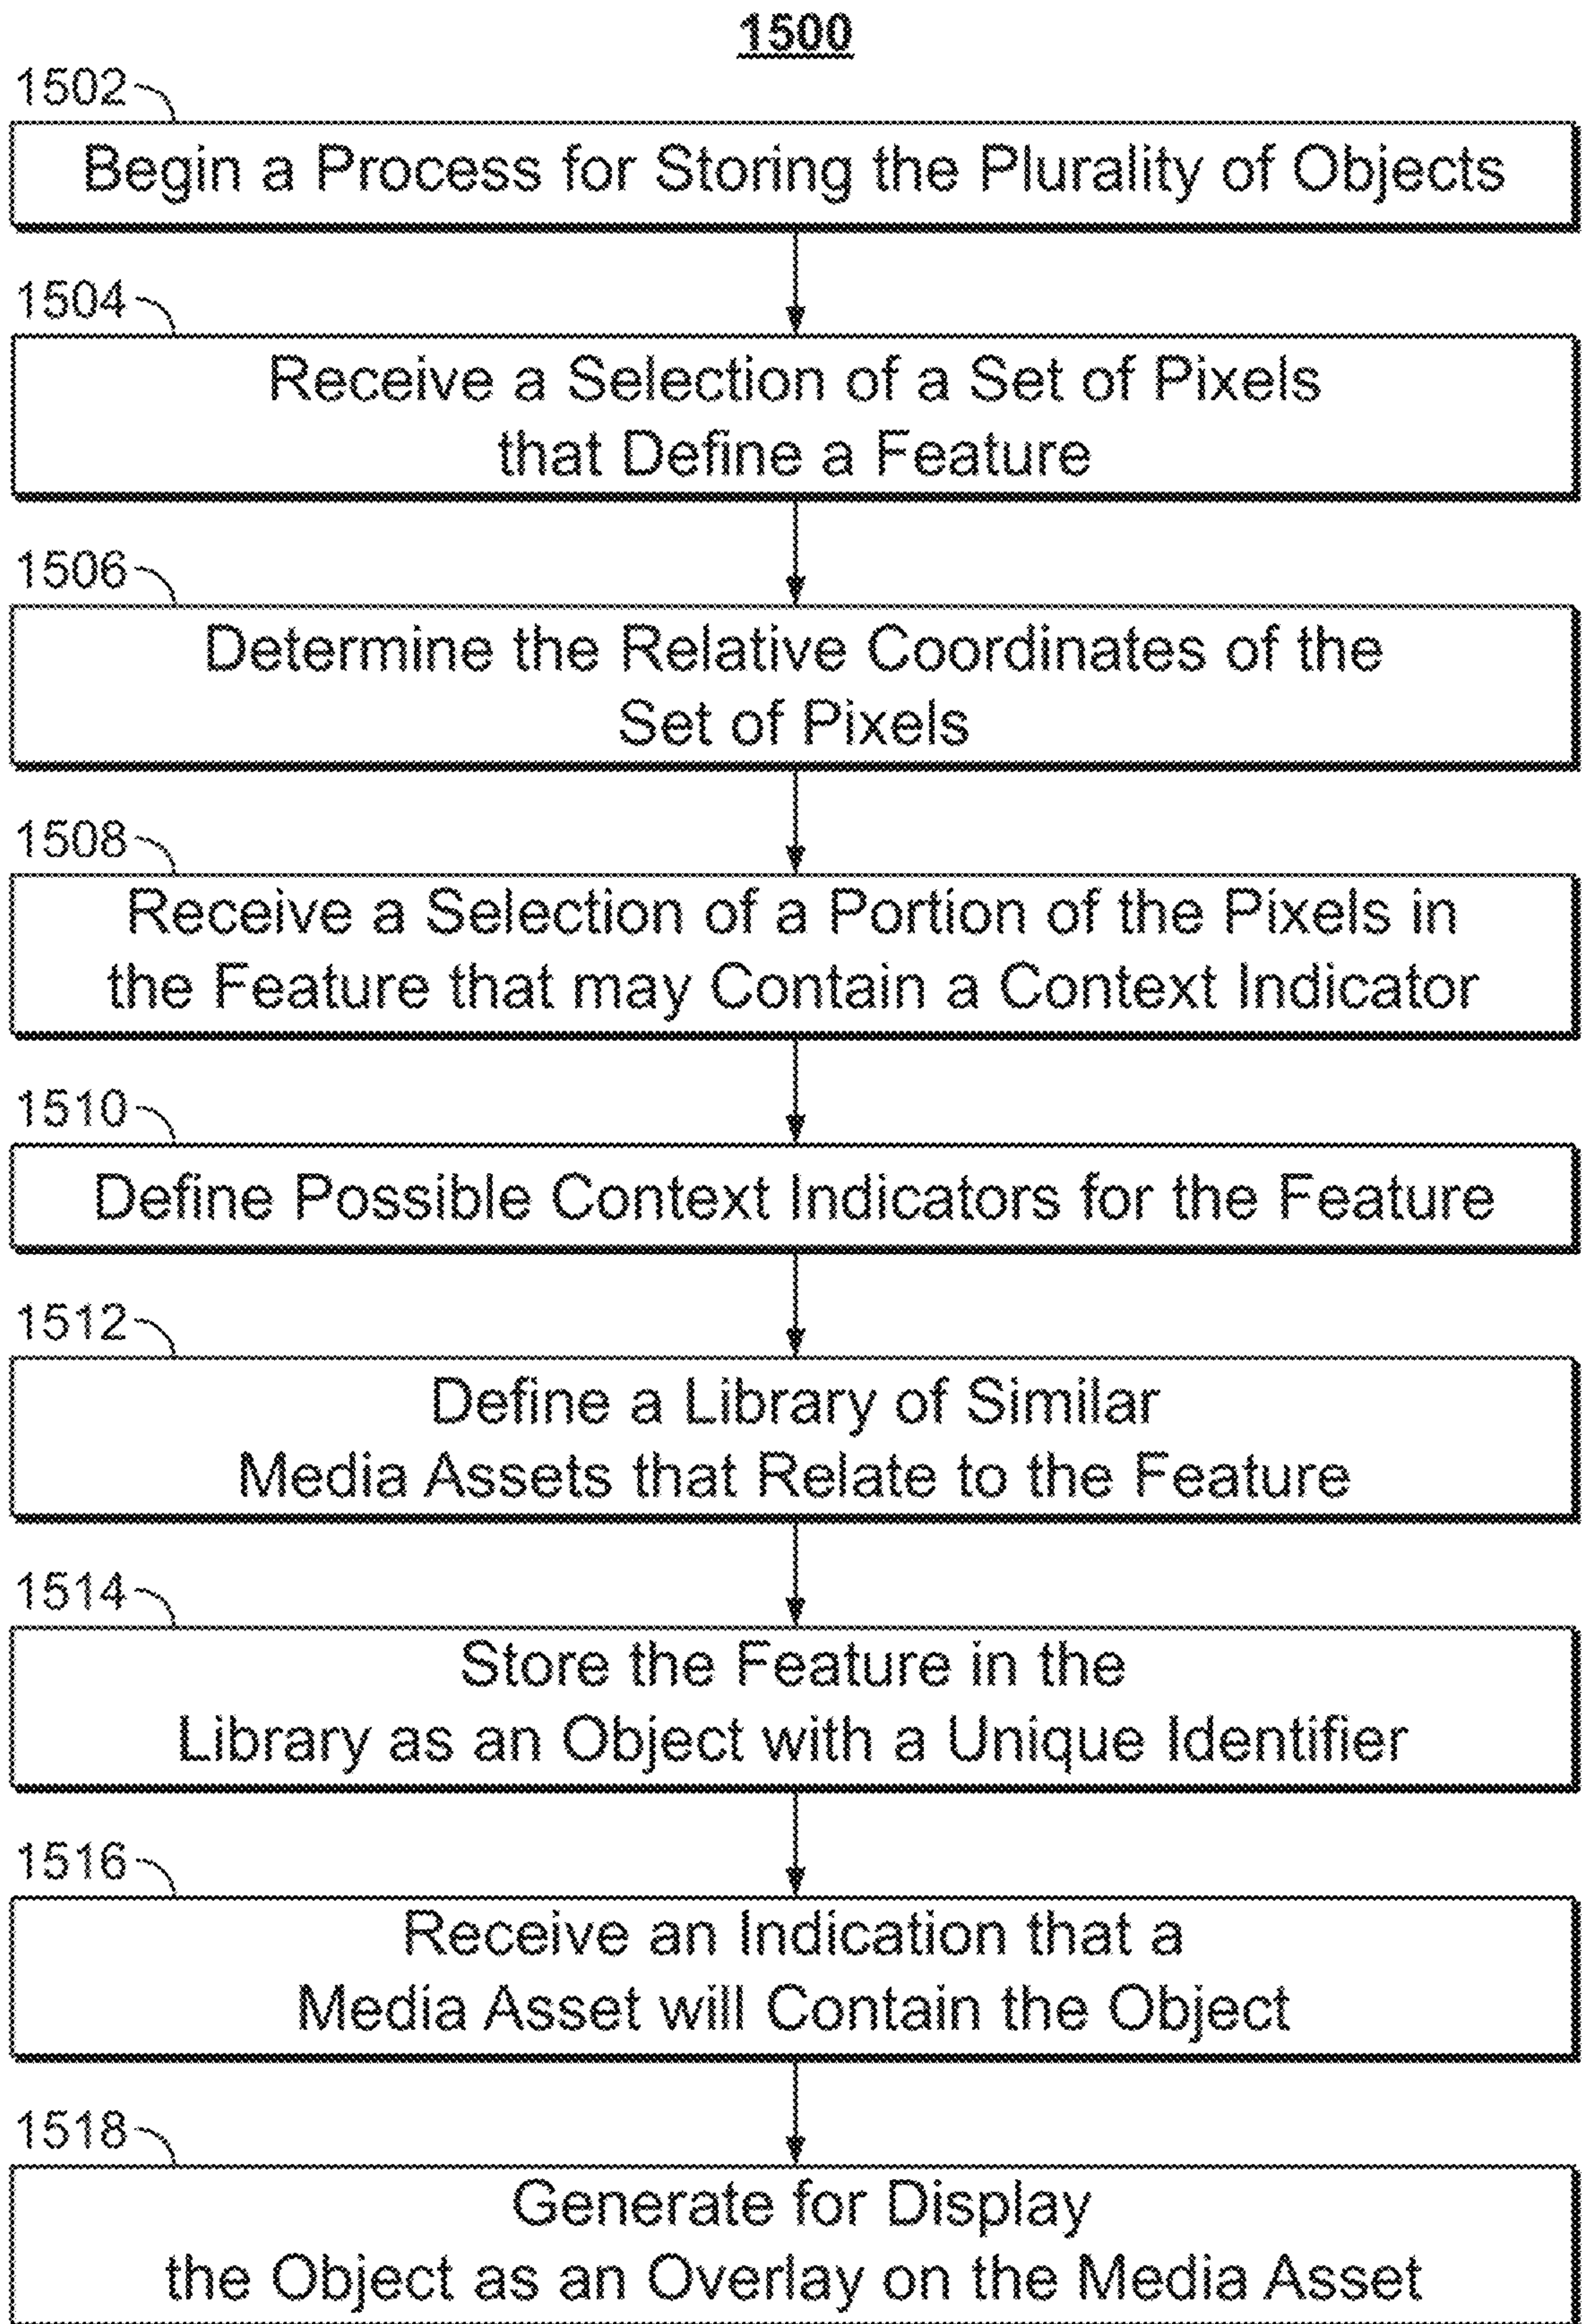 1500
1502
Begin a Process for Storing the Plurality of Objects
1504
Receive a Selection of a Set of Pixels
that Define a Feature
1506
Determine the Relative Coordinates of the
Set of Pixels
1508
Receive a Selection of a Portion of the Pixels in
the Feature that may Contain a Context Indicator
1510
Define Possible Context Indicators for the Feature
1512
Define a Library of Similar
Media Assets that Relate to the Feature
1514
Store the Feature in the
Library as an Object with a Unique Identifier
1516
Receive an Indication that a
Media Asset will Contain the Object
1518
Generate for Display
the Object as an Overlay on the Media Asset